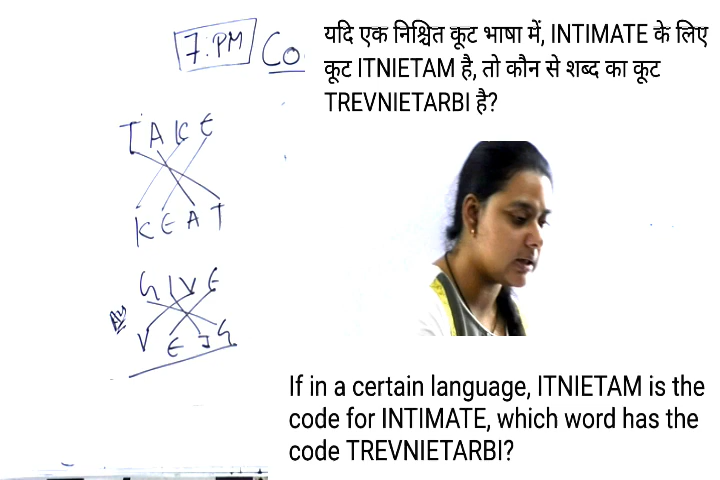 7:PM Co
यदि एक निश्चित कूट भाषा में, INTIMATE के लिए
कूट ITNIETAM है, तो कौन से शब्द का कूट
TREVNIETARBI है?
TAKE
KEAT
GIVE
If in a certain language, ITNIETAM is the
code for INTIMATE, which word has the
code TREVNIETARBI?